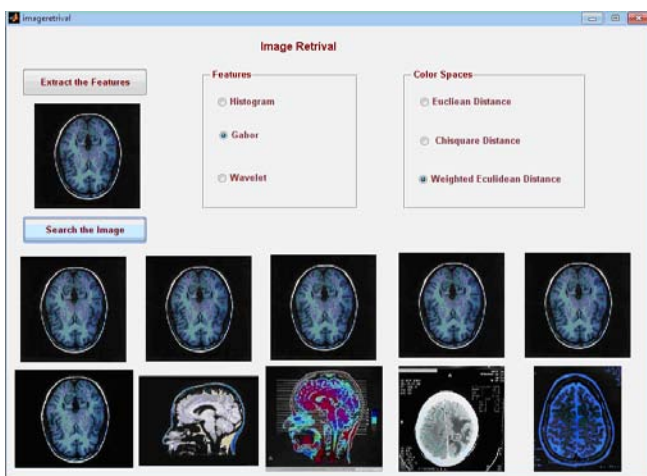 imageretrival
Image Retrival
Extract the Features
Features
Histogram
Gabor
Wavelet
Color Spaces
Eucliean Distance
Chisquare Distance
Weighted Eculidean Distance
Search the Image